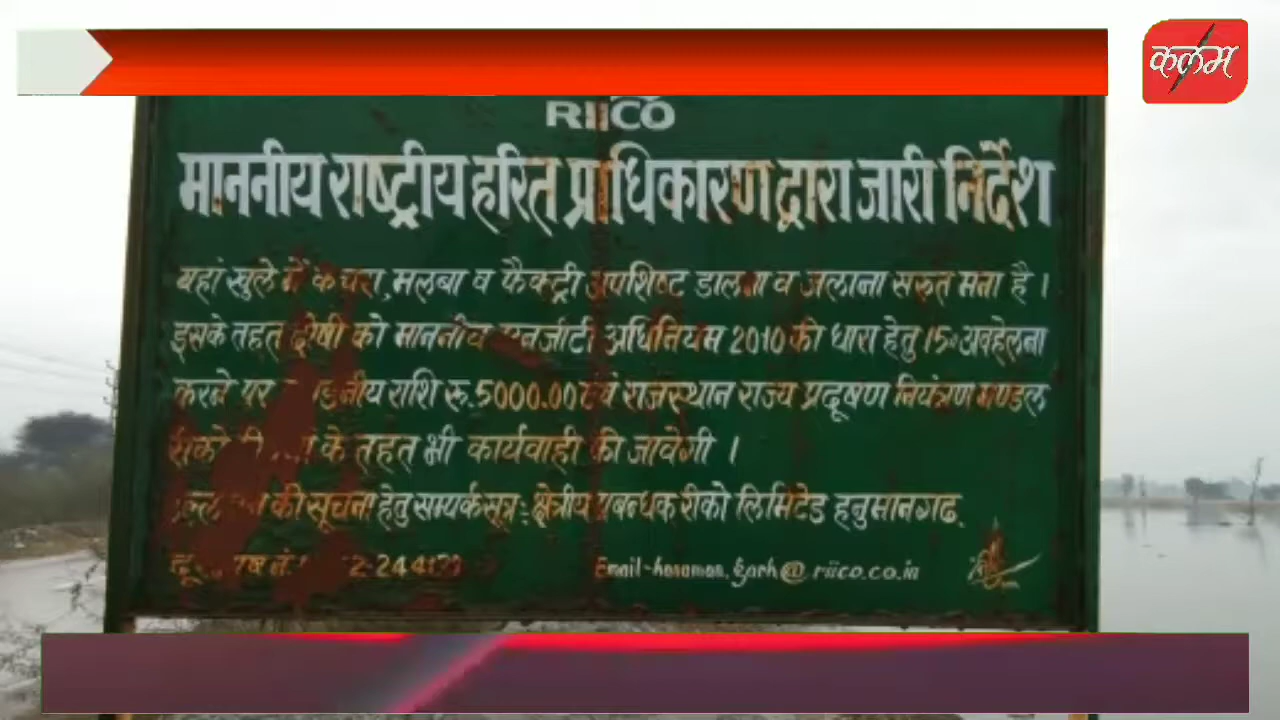 कलम
RIICO
माननीय राष्ट्रीय हरित प्राधिकारण द्वारा जारी निर्देश
यहां खुले में कचरा, मलबा व फैक्ट्री अपशिष्ट डालना व जलाना सख्त मना है ।
इसके तहत दोषी को माननीय एनजीटी अधिनियम 2010 की धारा हेतु 15 अवहेलना
करने पर राशि रू. 5000.00 एवं राजस्थान राज्य प्रदूषण नियंत्रण मण्डल
के तहत भी कार्यवाही की जावेगी ।
की सूचना हेतु सम्पर्क सूत्र : क्षेत्रीय प्रबन्धक रीको लिमिटेड हनुमानगढ.
Email-hanuman.garh@riico.co.in